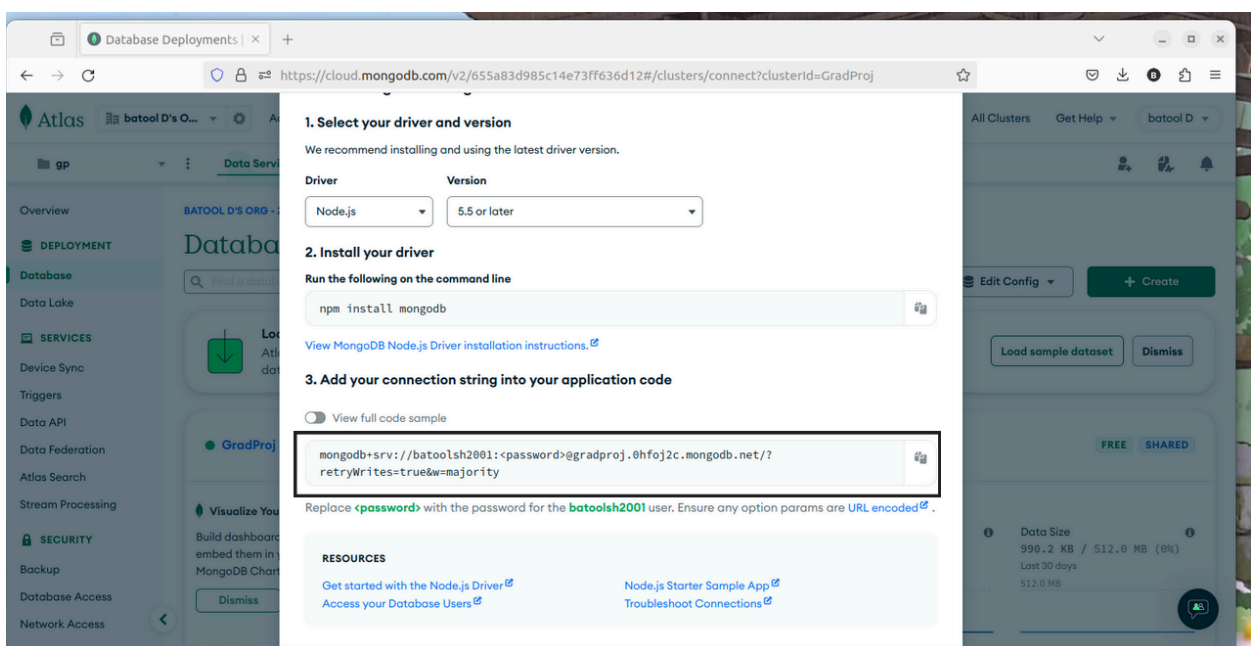 Database Deployments |
https://cloud.mongodb.com/v2/655a83d985c14e73ff636d12#/clusters/connect?clusterId=GradProj
Atlas
batool D's O...
All Clusters
Get Help
batool D
gp
Data Servi
Overview
DEPLOYMENT
Database
Data Lake
SERVICES
Device Sync
Triggers
Data API
Data Federation
Atlas Search
Stream Processing
SECURITY
Backup
Database Access
Network Access
BATOOL D'S ORG -
Databa
Find a datab
Edit Config
+ Create
Loa
Atl
dat
Load sample dataset
Dismiss
GradProj
FREE
SHARED
Visualize You
Build dashboard
embed them in y
MongoDB Chart
Dismiss
Data Size
990.2 KB / 512.0 MB (0%)
Last 30 days
512.0 MB
1. Select your driver and version
We recommend installing and using the latest driver version.
Driver
Version
Node.js
5.5 or later
2. Install your driver
Run the following on the command line
npm install mongodb
View MongoDB Node.js Driver installation instructions.
3. Add your connection string into your application code
View full code sample
mongodb+srv://batoolsh2001:<password>@gradproj.0hfoj2c.mongodb.net/?
retryWrites=true&w=majority
Replace <password> with the password for the batoolsh2001 user. Ensure any option params are URL encoded .
RESOURCES
Get started with the Node.js Driver
Node.js Starter Sample App
Access your Database Users
Troubleshoot Connections